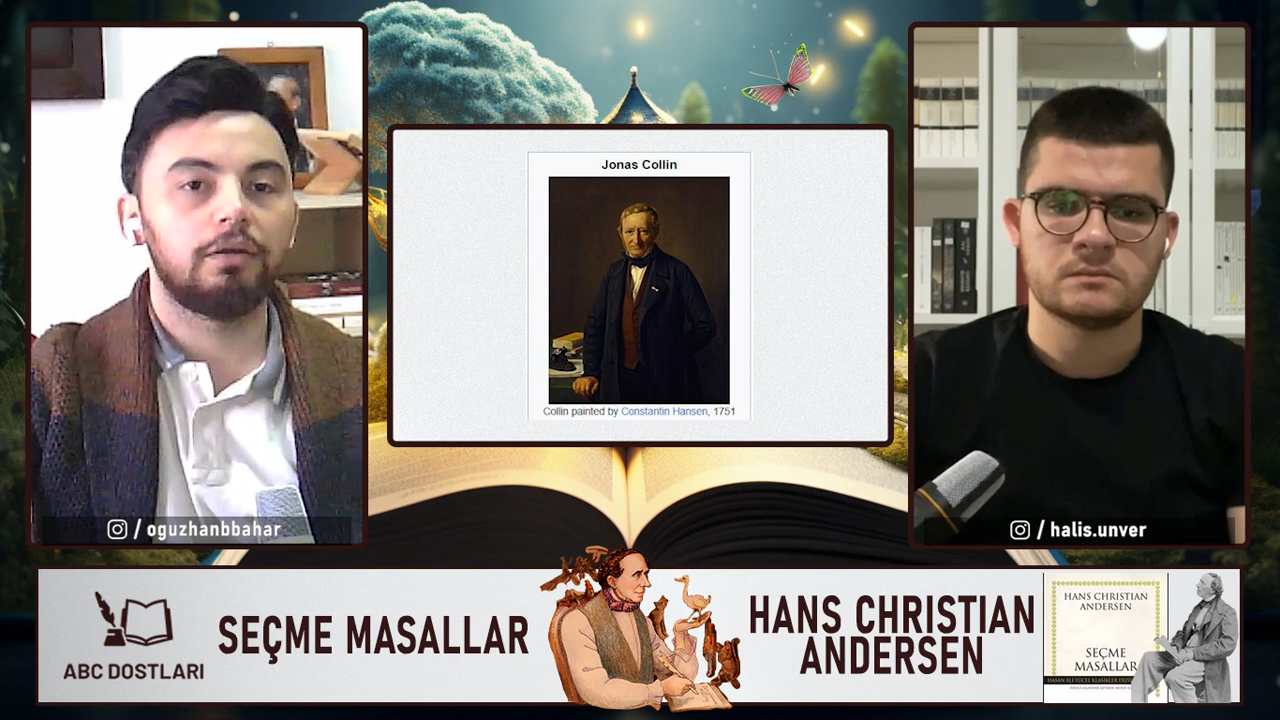 Jonas Collin
Collin painted by Constantin Hansen, 1751
/ oguzhanbbahar
/ halis.unver
ABC DOSTLARI
SEÇME MASALLAR
HANS CHRISTIAN
ANDERSEN
HANS CHRISTIAN
ANDERSEN
SEÇME
MASALLAR